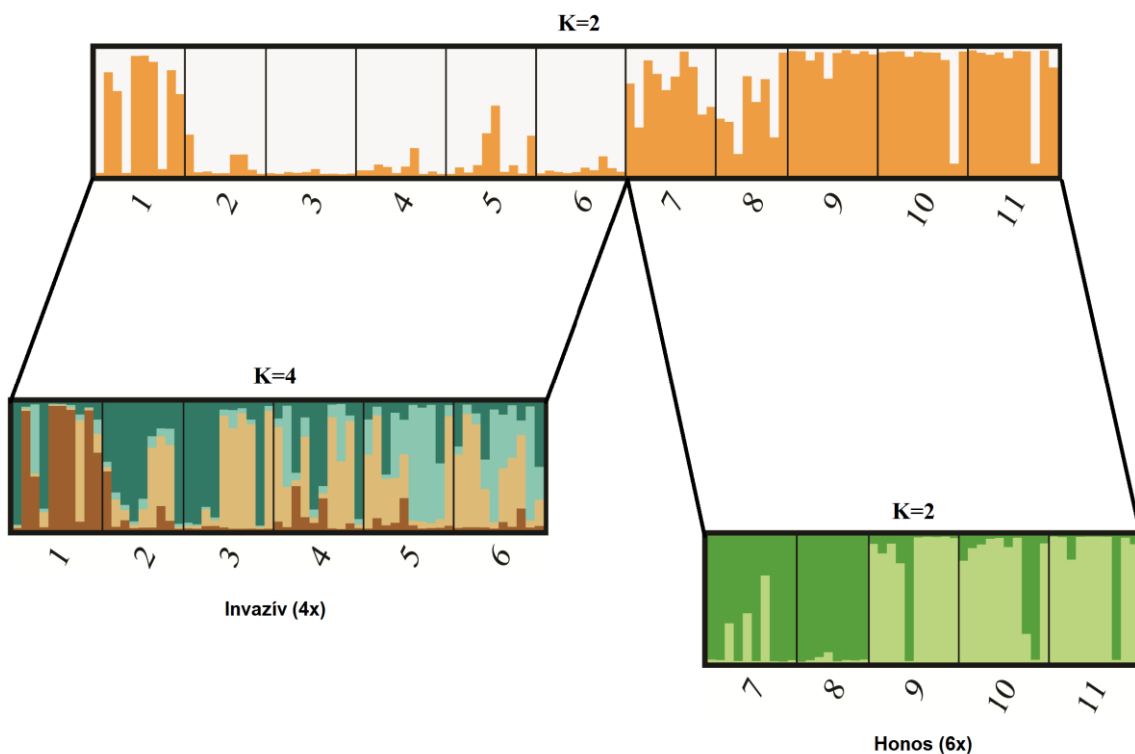 K=2
1 2 3 4 5 6 7 8 9 10 11
K=4
1 2 3 4 5 6
Invazív (4x)
K=2
7 8 9 10 11
Honos (6x)